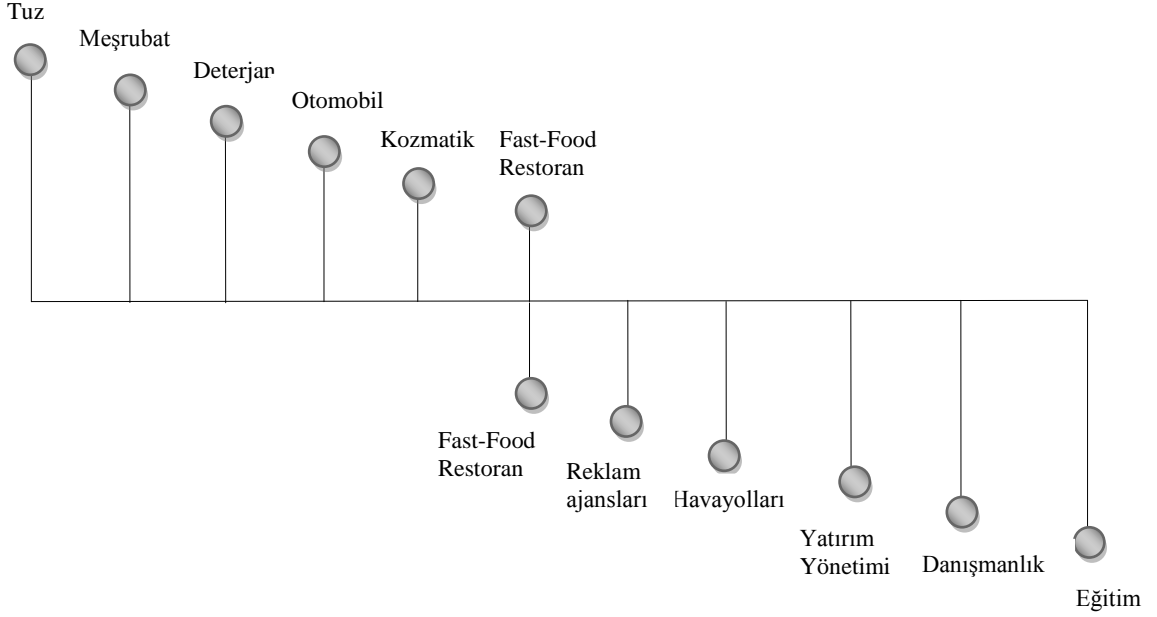 Tuz
Meşrubat
Deterjan
Otomobil
Kozmatik
Fast-Food
Restoran
Fast-Food
Restoran
Reklam
ajansları
Havayolları
Yatırım
Yönetimi
Danışmanlık
Eğitim